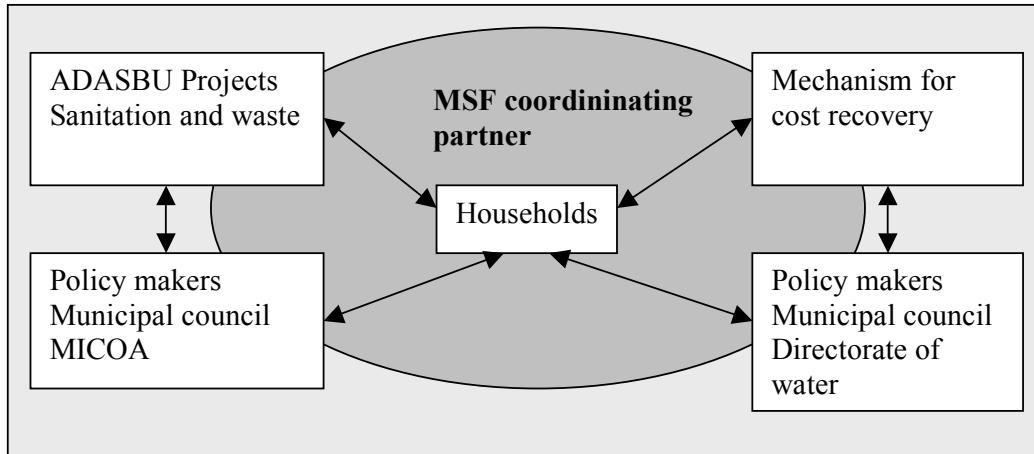 ADASBU Projects
Sanitation and waste
MSF coordininating
partner
Mechanism for
cost recovery
Households
Policy makers
Municipal council
MICOA
Policy makers
Municipal council
Directorate of
water